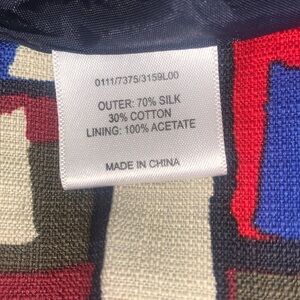 0111/7375/3159L00
OUTER: 70% SILK
30% COTTON
LINING: 100% ACETATE
MADE IN CHINA